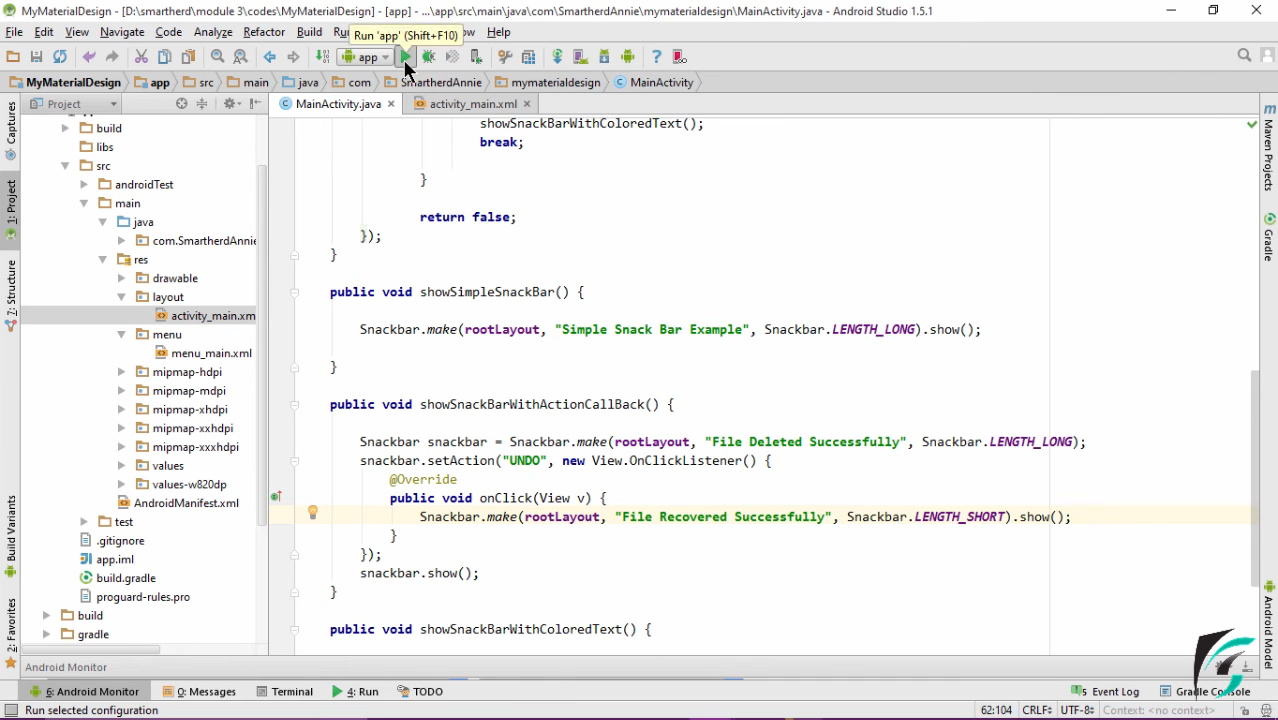 MyMaterialDesign - [D:\smartherd\module 3\codes\MyMaterialDesign] - [app] - ...\app\src\main\java\com\SmartherdAnnie\mymaterialdesign\MainActivity.java - Android Studio 1.5.1
File Edit View Navigate Code Analyze Refactor Build Help
Run 'app' (Shift+F10)
app
MyMaterialDesign app src main java com SmartherdAnnie mymaterialdesign MainActivity
Project MainActivity.java activity_main.xml
build
libs
src
androidTest
main
java
com.SmartherdAnnie
res
drawable
layout
activity_main.xm
menu
menu_main.xml
mipmap-hdpi
mipmap-mdpi
mipmap-xhdpi
mipmap-xxhdpi
mipmap-xxxhdpi
values
values-w820dp
AndroidManifest.xml
test
.gitignore
app.iml
build.gradle
proguard-rules.pro
build
gradle
Captures
1: Project
7: Structure
Build Variants
2: Favorites
showSnackBarWithColoredText();
break;
}
return false;
});
}
public void showSimpleSnackBar() {
Snackbar.make(rootLayout, "Simple Snack Bar Example", Snackbar.LENGTH_LONG).show();
}
public void showSnackBarWithActionCallBack() {
Snackbar snackbar = Snackbar.make(rootLayout, "File Deleted Successfully", Snackbar.LENGTH_LONG);
snackbar.setAction("UNDO", new View.OnClickListener() {
@Override
public void onClick(View v) {
Snackbar.make(rootLayout, "File Recovered Successfully", Snackbar.LENGTH_SHORT).show();
}
});
snackbar.show();
}
public void showSnackBarWithColoredText() {
Maven Projects
Gradle
Android Model
Android Monitor
6: Android Monitor 0: Messages Terminal 4: Run TODO 5 Event Log Gradle Console
Run selected configuration 62:104 CRLF UTF-8 Context: <no context>